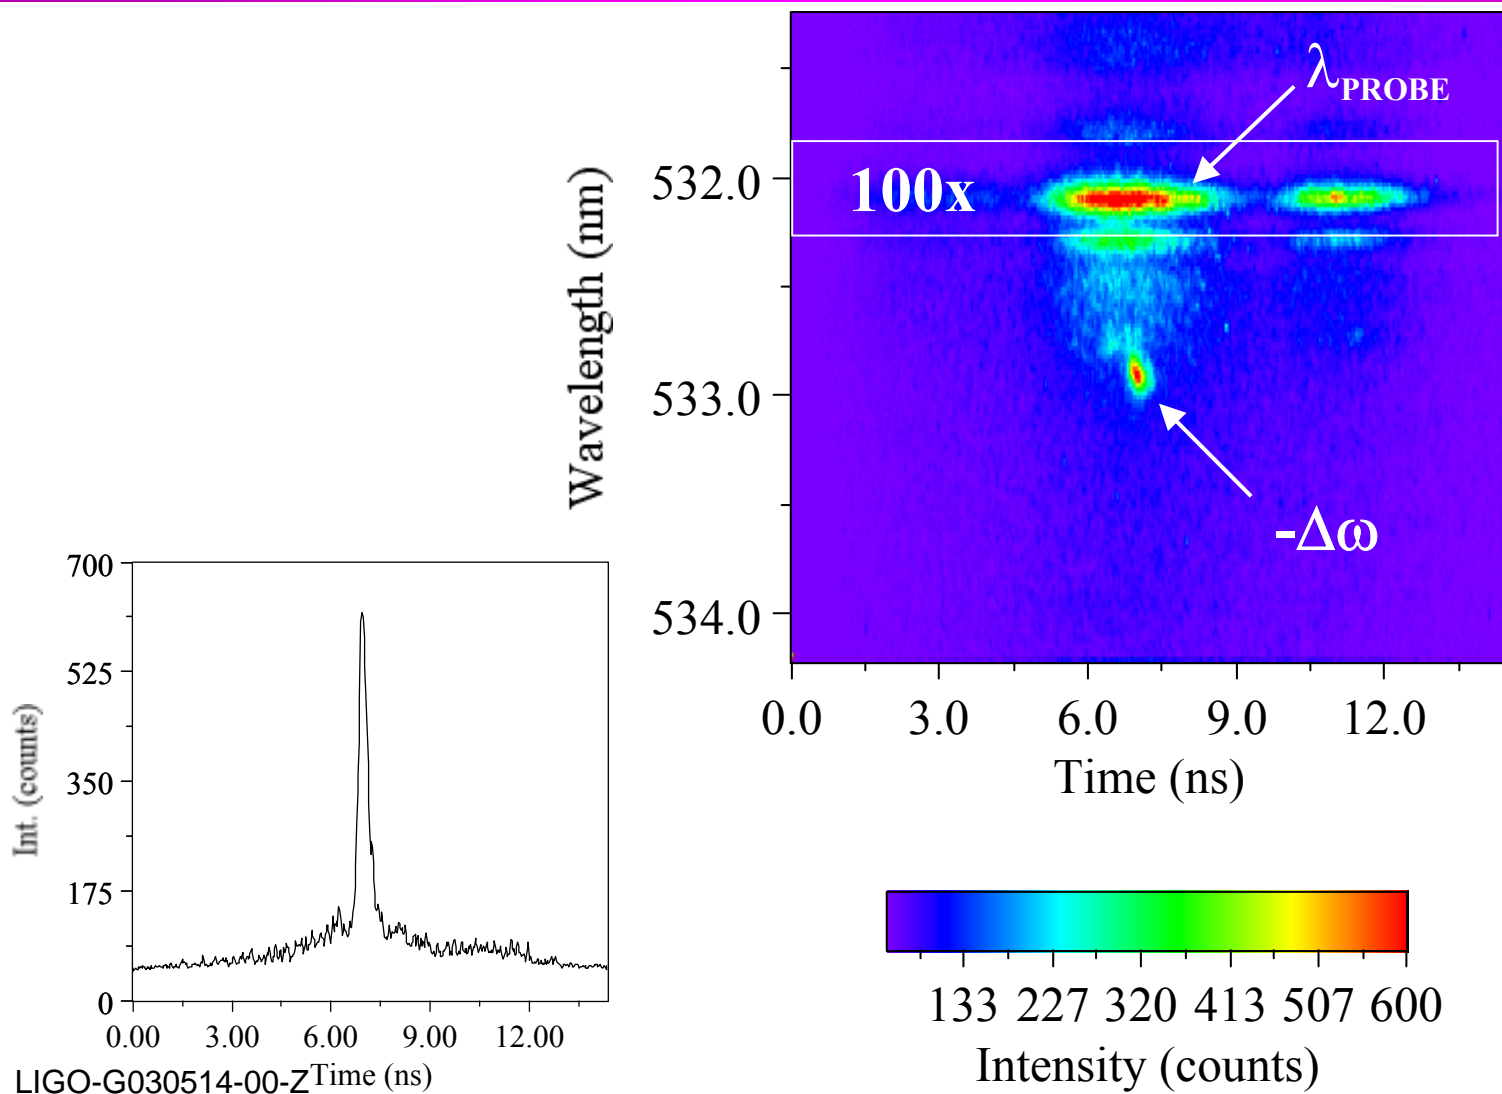 λPROBE
100x
-Δω
Wavelength (nm)
532.0
533.0
534.0
0.0 3.0 6.0 9.0 12.0
Time (ns)
700
525
350
175
0
Int. (counts)
0.00 3.00 6.00 9.00 12.00
Time (ns)
133 227 320 413 507 600
Intensity (counts)
LIGO-G030514-00-Z